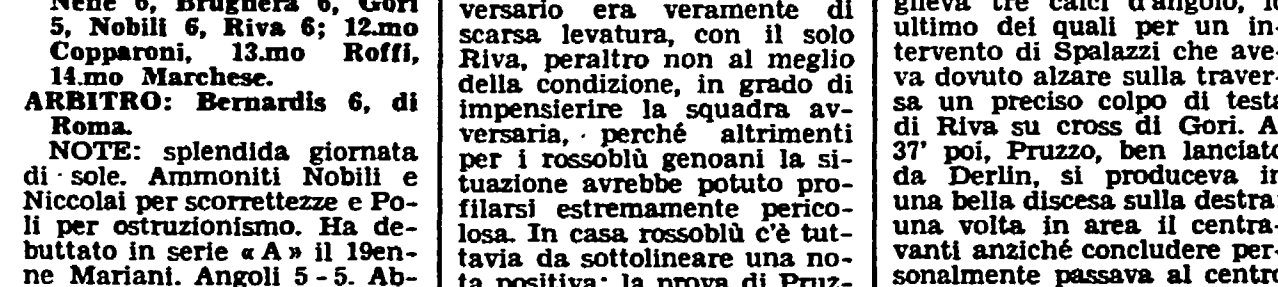 Nené 6, Brugnera 6, Gori
5, Nobili 6, Riva 6; 12.mo
Copparoni, 13.mo Roffi,
14.mo Marchese.
ARBITRO: Bernardis 6, di
Roma.
NOTE: splendida giornata
di sole. Ammoniti Nobili e
Niccolai per scorrettezze e Po-
li per ostruzionismo. Ha de-
buttato in serie « A » il 19en-
ne Mariani. Angoli 5 - 5. Ab-
versario era veramente di
scarsa levatura, con il solo
Riva, peraltro non al meglio
della condizione, in grado di
impensierire la squadra av-
versaria, perché altrimenti
per i rossoblù genoani la si-
tuazione avrebbe potuto pro-
filarsi estremamente perico-
losa. In casa rossoblù c'è tut-
tavia da sottolineare una no-
ta positiva: la prova di Pruz-
glieva tre calci d'angolo,
ultimo dei quali per un in-
tervento di Spalazzi che ave-
va dovuto alzare sulla traver-
sa un preciso colpo di testa
di Riva su cross di Gori. A
37' poi, Pruzzo, ben lanciato
da Derlin, si produceva in
una bella discesa sulla destra:
una volta in area il centra-
vanti anziché concludere per-
sonalmente passava al centro